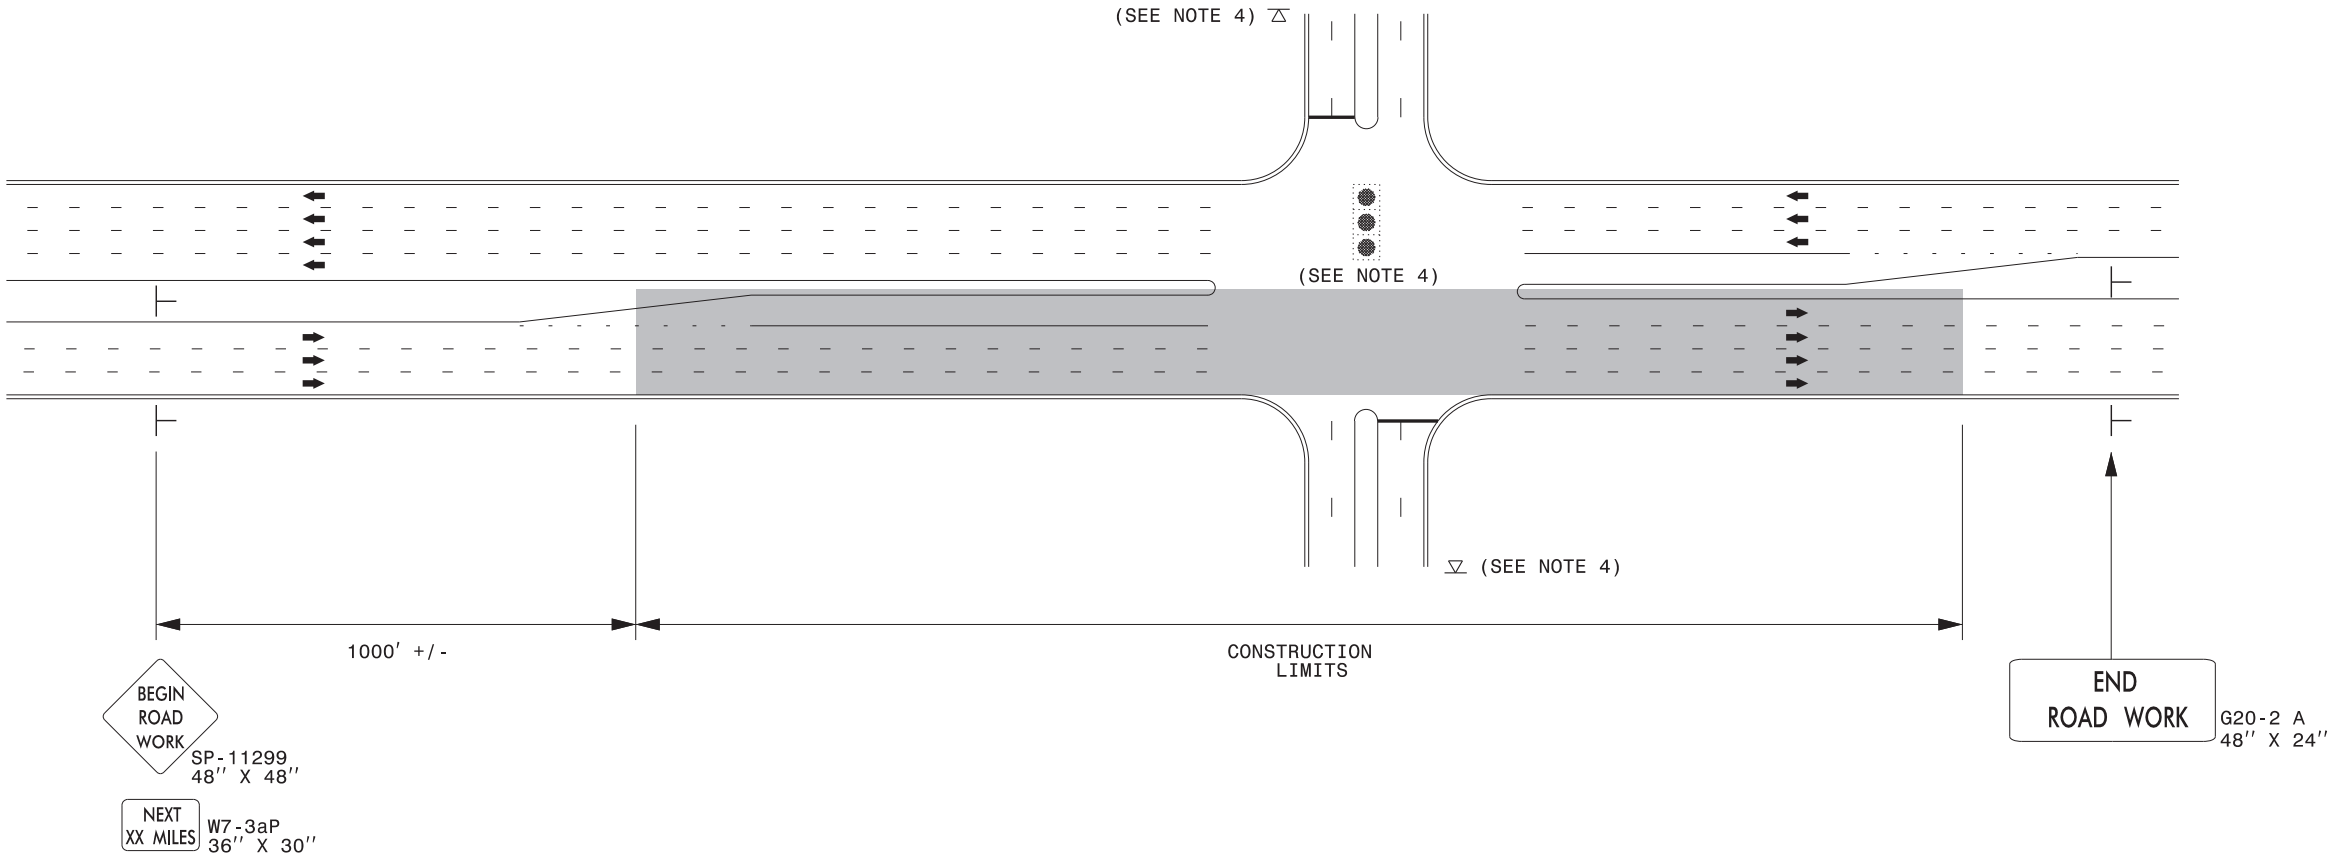 (SEE NOTE 4)
(SEE NOTE 4)
(SEE NOTE 4)
1000' +/-
CONSTRUCTION
LIMITS
BEGIN
ROAD
WORK
SP-11299
48'' X 48''
NEXT
XX MILES
W7-3aP
36'' X 30''
END
ROAD WORK
G20-2 A
48'' X 24''